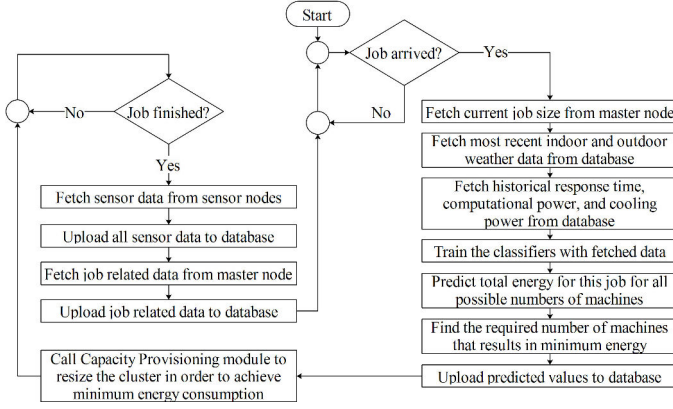 Start
Job arrived?
Yes
No
Fetch current job size from master node
Fetch most recent indoor and outdoor
weather data from database
Fetch historical response time,
computational power, and cooling
power from database
Train the classifiers with fetched data
Predict total energy for this job for all
possible numbers of machines
Find the required number of machines
that results in minimum energy
Upload predicted values to database
Call Capacity Provisioning module to
resize the cluster in order to achieve
minimum energy consumption
Job finished?
No
Yes
Fetch sensor data from sensor nodes
Upload all sensor data to database
Fetch job related data from master node
Upload job related data to database